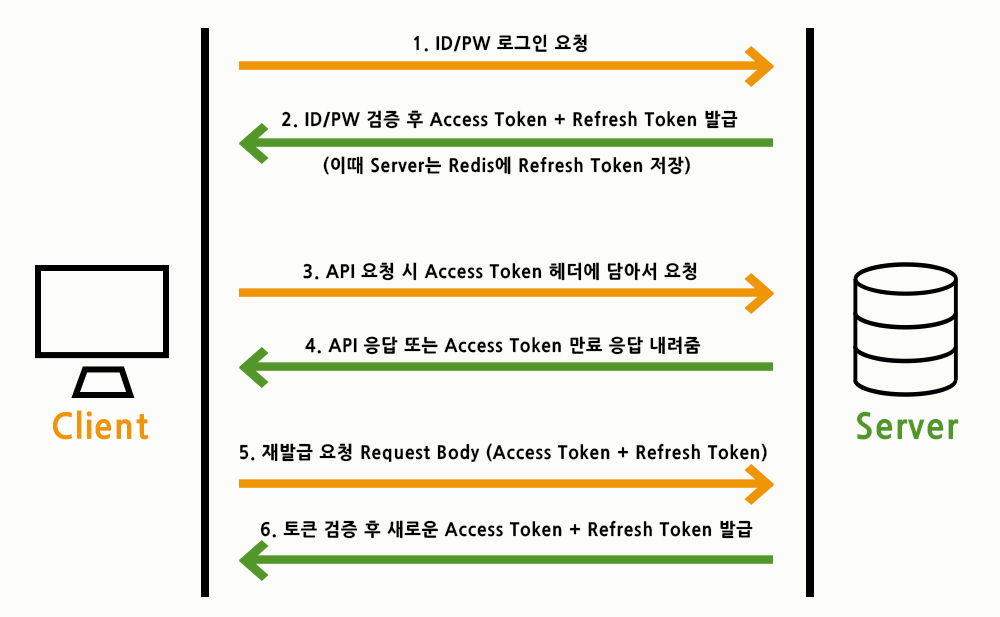 1. ID/PW 로그인 요청
2. ID/PW 검증 후 Access Token + Refresh Token 발급
(이때 Server는 Redis에 Refresh Token 저장)
3. API 요청 시 Access Token 헤더에 담아서 요청
4. API 응답 또는 Access Token 만료 응답 내려줌
Client
Server
5. 재발급 요청 Request Body (Access Token + Refresh Token)
6. 토큰 검증 후 새로운 Access Token + Refresh Token 발급